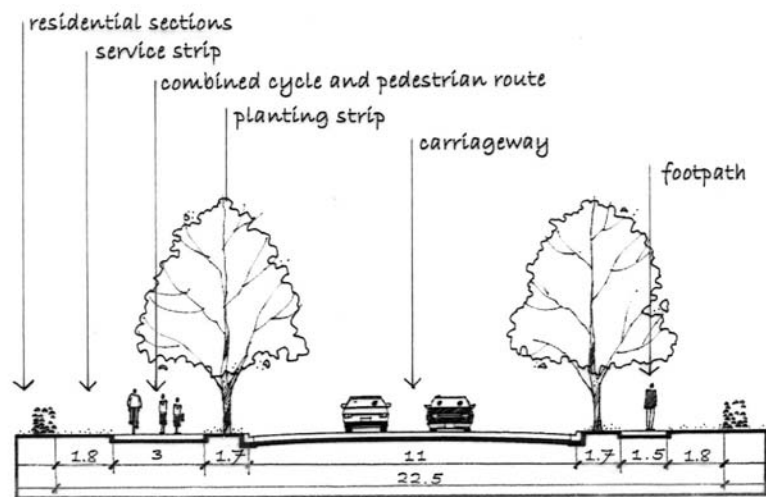 residential sections
service strip
combined cycle and pedestrian route
planting strip
carriageway
footpath
1.8 3 1.7 11 1.7 1.5 1.8
22.5